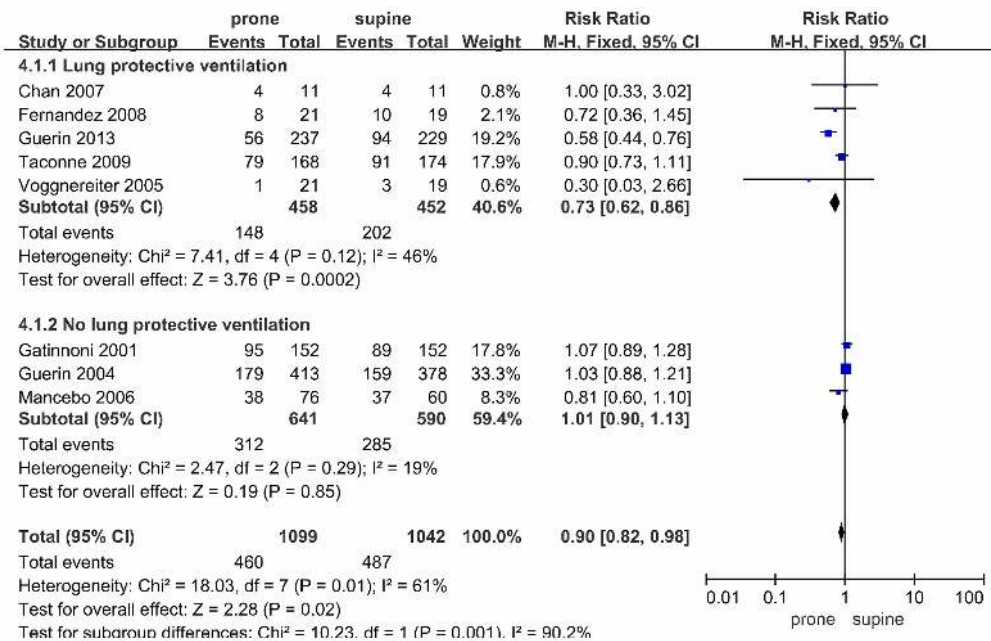 prone supine Risk Ratio Risk Ratio
Study or Subgroup Events Total Events Total Weight M-H, Fixed, 95% CI M-H, Fixed, 95% CI
4.1.1 Lung protective ventilation
Chan 2007 4 11 4 11 0.8% 1.00 [0.33, 3.02]
Fernandez 2008 8 21 10 19 2.1% 0.72 [0.36, 1.45]
Guerin 2013 56 237 94 229 19.2% 0.58 [0.44, 0.76]
Taconne 2009 79 168 91 174 17.9% 0.90 [0.73, 1.11]
Voggnereiter 2005 1 21 3 19 0.6% 0.30 [0.03, 2.66]
Subtotal (95% CI) 458 452 40.6% 0.73 [0.62, 0.86]
Total events 148 202
Heterogeneity: Chi² = 7.41, df = 4 (P = 0.12); I² = 46%
Test for overall effect: Z = 3.76 (P = 0.0002)
4.1.2 No lung protective ventilation
Gatinnoni 2001 95 152 89 152 17.8% 1.07 [0.89, 1.28]
Guerin 2004 179 413 159 378 33.3% 1.03 [0.88, 1.21]
Mancebo 2006 38 76 37 60 8.3% 0.81 [0.60, 1.10]
Subtotal (95% CI) 641 590 59.4% 1.01 [0.90, 1.13]
Total events 312 285
Heterogeneity: Chi² = 2.47, df = 2 (P = 0.29); I² = 19%
Test for overall effect: Z = 0.19 (P = 0.85)
Total (95% CI) 1099 1042 100.0% 0.90 [0.82, 0.98]
Total events 460 487
Heterogeneity: Chi² = 18.03, df = 7 (P = 0.01); I² = 61%
Test for overall effect: Z = 2.28 (P = 0.02)
Test for subgroup differences: Chi² = 10.23, df = 1 (P = 0.001), I² = 90.2%
0.01 0.1 1 10 100
prone supine